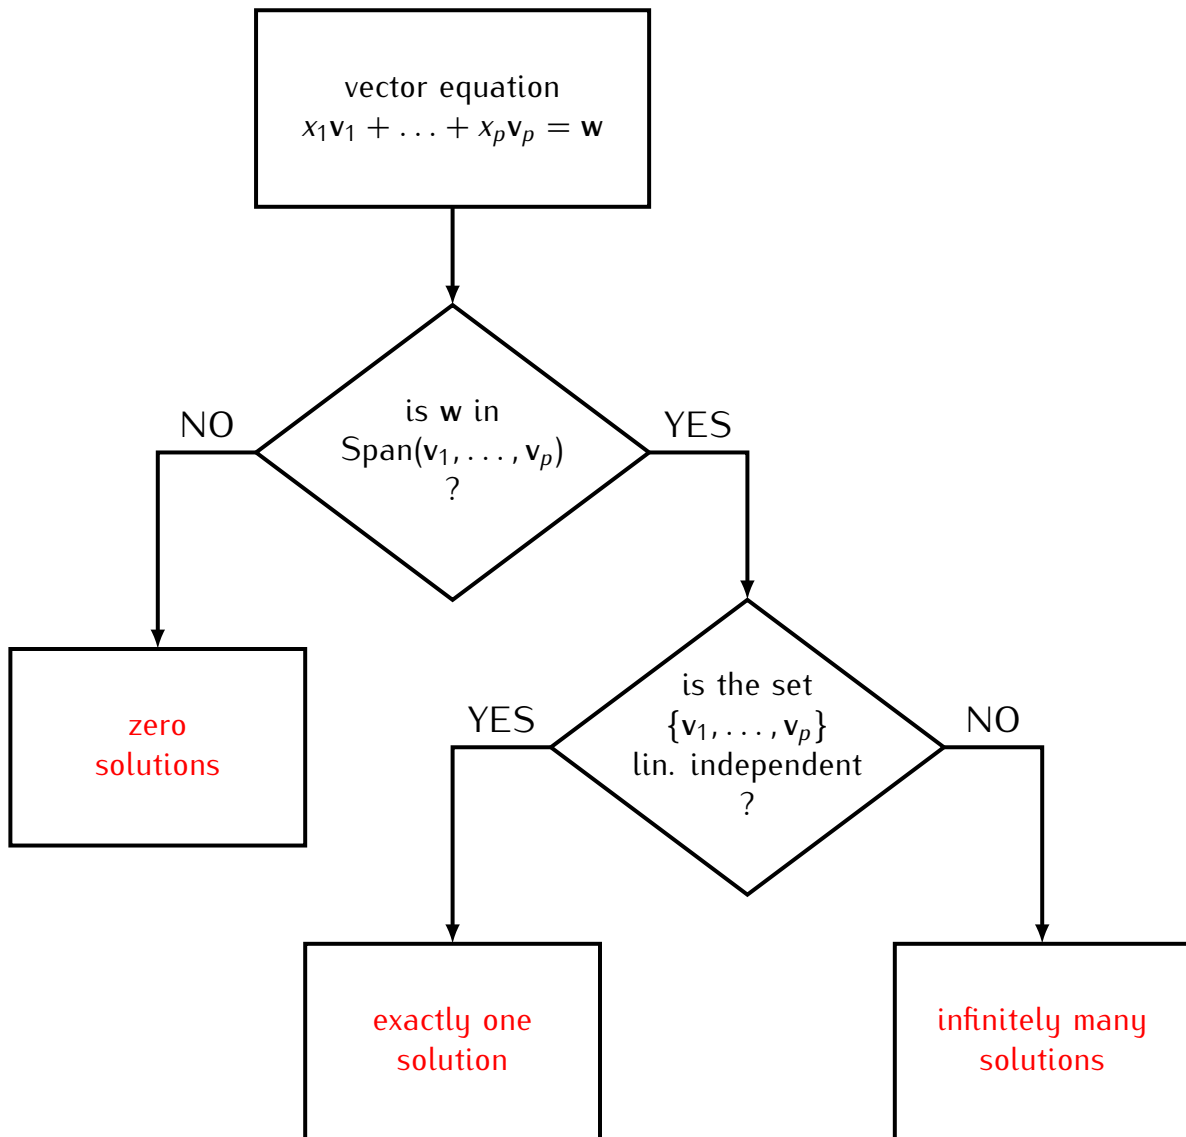 vector equation
x₁v₁ + . . . + xₚvₚ = w
is w in
Span(v₁, . . . , vₚ)
?
NO
YES
zero
solutions
is the set
{v₁, . . . , vₚ}
lin. independent
?
YES
NO
exactly one
solution
infinitely many
solutions